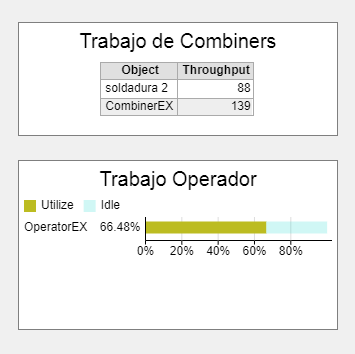 Trabajo de Combiners
Object Throughput
soldadura 2 88
CombinerEX 139
Trabajo Operador
Utilize Idle
OperatorEX 66.48%
0% 20% 40% 60% 80%